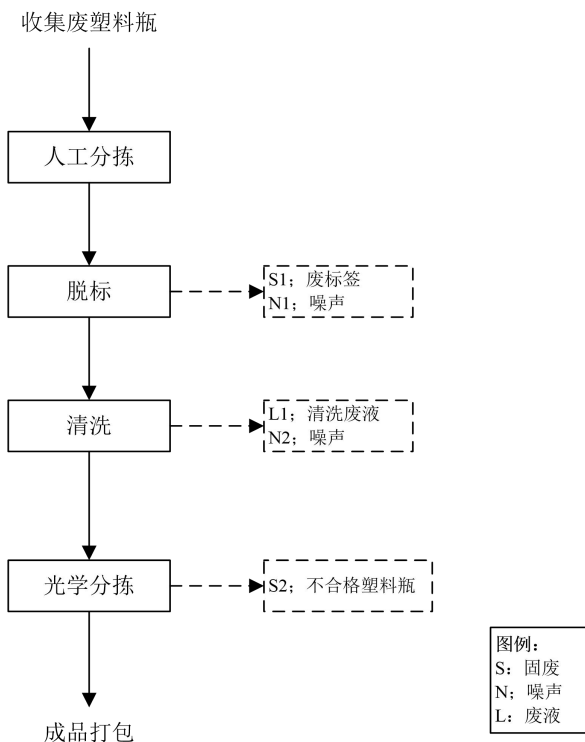 收集废塑料瓶
人工分拣
脱标
S1；废标签
N1；噪声
清洗
L1；清洗废液
N2；噪声
光学分拣
S2；不合格塑料瓶
成品打包
图例：
S：固废
N；噪声
L：废液